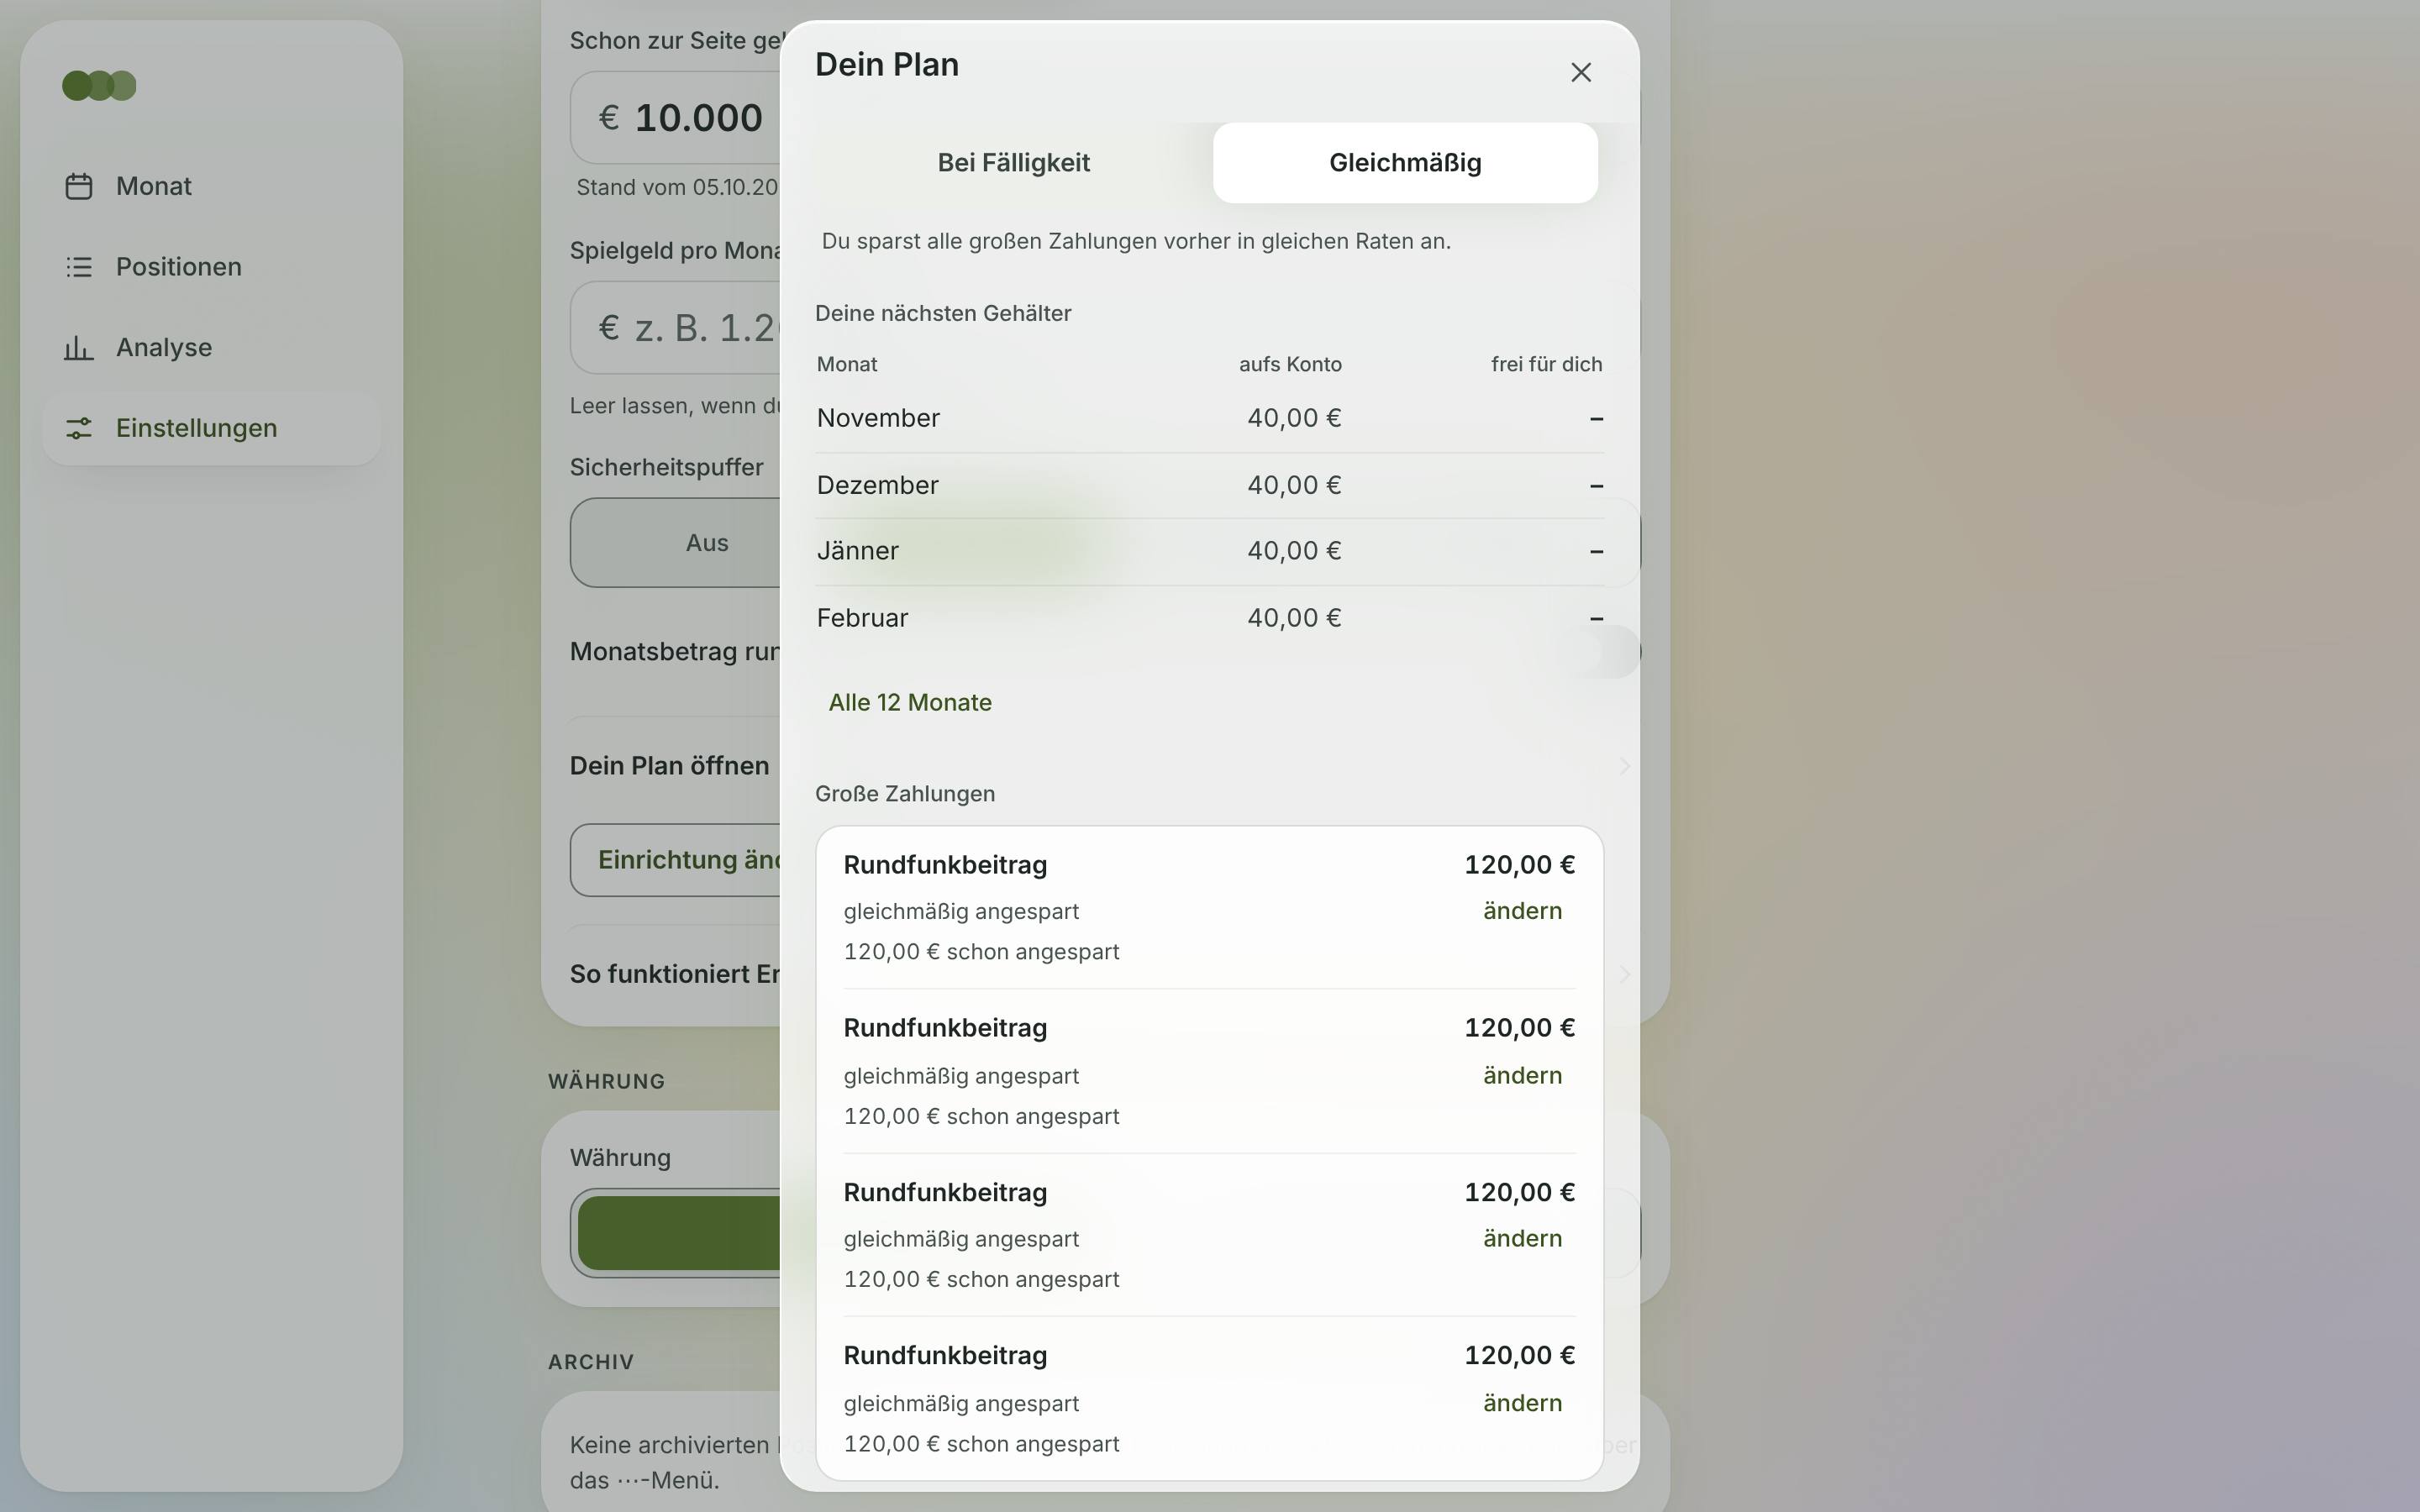 Monat
Positionen
Analyse
Einstellungen
Schon zur Seite
€ 10.000
Stand vom 05.10.20
Spielgeld pro
€ z. B.
Leer lassen, wenn
Sicherheitspuffer
Aus
Monatsbetrag
Dein Plan öffnen
Einrichtung
So funktioniert
WÄHRUNG
Währung
ARCHIV
Keine archivierten
das ···-Menü.
Dein Plan
Bei Fälligkeit Gleichmäßig
Du sparst alle großen Zahlungen vorher in gleichen Raten an.
Deine nächsten Gehälter
Monat aufs Konto frei für dich
November 40,00 € –
Dezember 40,00 € –
Jänner 40,00 € –
Februar 40,00 € –
Alle 12 Monate
Große Zahlungen
Rundfunkbeitrag 120,00 €
gleichmäßig angespart ändern
120,00 € schon angespart
Rundfunkbeitrag 120,00 €
gleichmäßig angespart ändern
120,00 € schon angespart
Rundfunkbeitrag 120,00 €
gleichmäßig angespart ändern
120,00 € schon angespart
Rundfunkbeitrag 120,00 €
gleichmäßig angespart ändern
120,00 € schon angespart